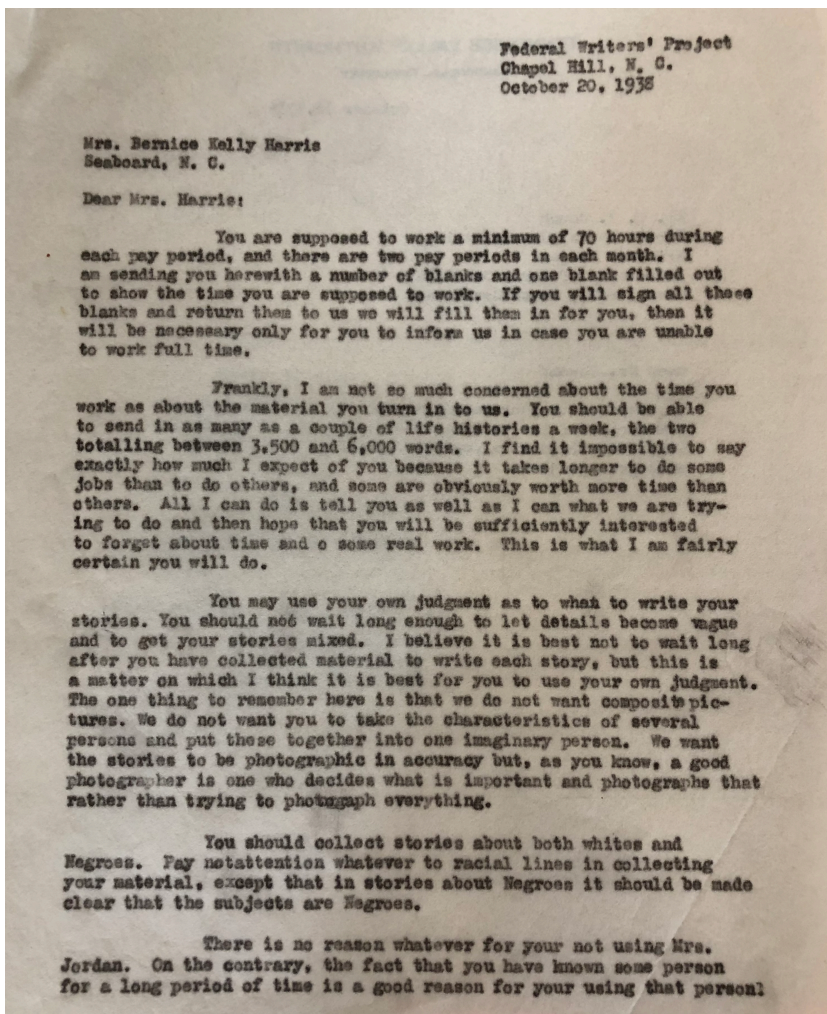 Federal Writers' Project
Chapel Hill, N. C.
October 20, 1938
Mrs. Bernice Kelly Harris
Seaboard, N. C.
Dear Mrs. Harris:
You are supposed to work a minimum of 70 hours during
each pay period, and there are two pay periods in each month. I
am sending you herewith a number of blanks and one blank filled out
to show the time you are supposed to work. If you will sign all these
blanks and return them to us we will fill them in for you, then it
will be necessary only for you to inform us in case you are unable
to work full time.
Frankly, I am not so much concerned about the time you
work as about the material you turn in to us. You should be able
to send in as many as a couple of life histories a week, the two
totalling between 3,500 and 6,000 words. I find it impossible to say
exactly how much I expect of you because it takes longer to do some
jobs than to do others, and some are obviously worth more time than
others. All I can do is tell you as well as I can what we are try-
ing to do and then hope that you will be sufficiently interested
to forget about time and o some real work. This is what I am fairly
certain you will do.
You may use your own judgment as to when to write your
stories. You should not wait long enough to let details become vague
and to get your stories mixed. I believe it is best not to wait long
after you have collected material to write each story, but this is
a matter on which I think it is best for you to use your own judgment.
The one thing to remember here is that we do not want composite pic-
tures. We do not want you to take the characteristics of several
persons and put these together into one imaginary person. We want
the stories to be photographic in accuracy but, as you know, a good
photographer is one who decides what is important and photographs that
rather than trying to photograph everything.
You should collect stories about both whites and
Negroes. Pay notattention whatever to racial lines in collecting
your material, except that in stories about Negroes it should be made
clear that the subjects are Negroes.
There is no reason whatever for your not using Mrs.
Jordan. On the contrary, the fact that you have known some person
for a long period of time is a good reason for your using that person!